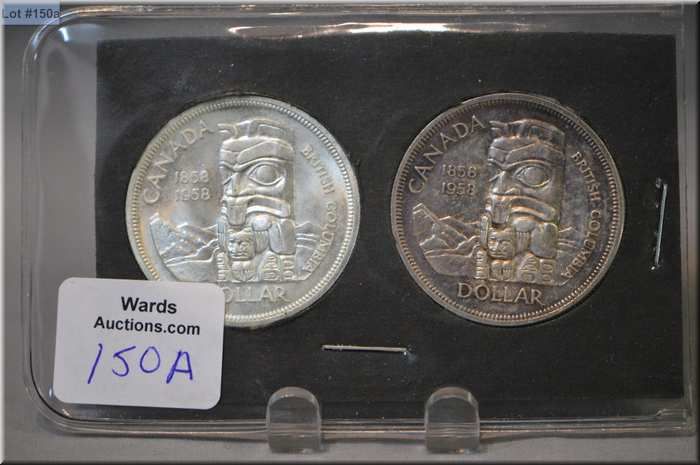 Lot #150a
CANADA
1858
1958
BRITISH COLUMBIA
DOLLAR
CANADA
1858
1958
BRITISH COLUMBIA
DOLLAR
Wards
Auctions.com
150A